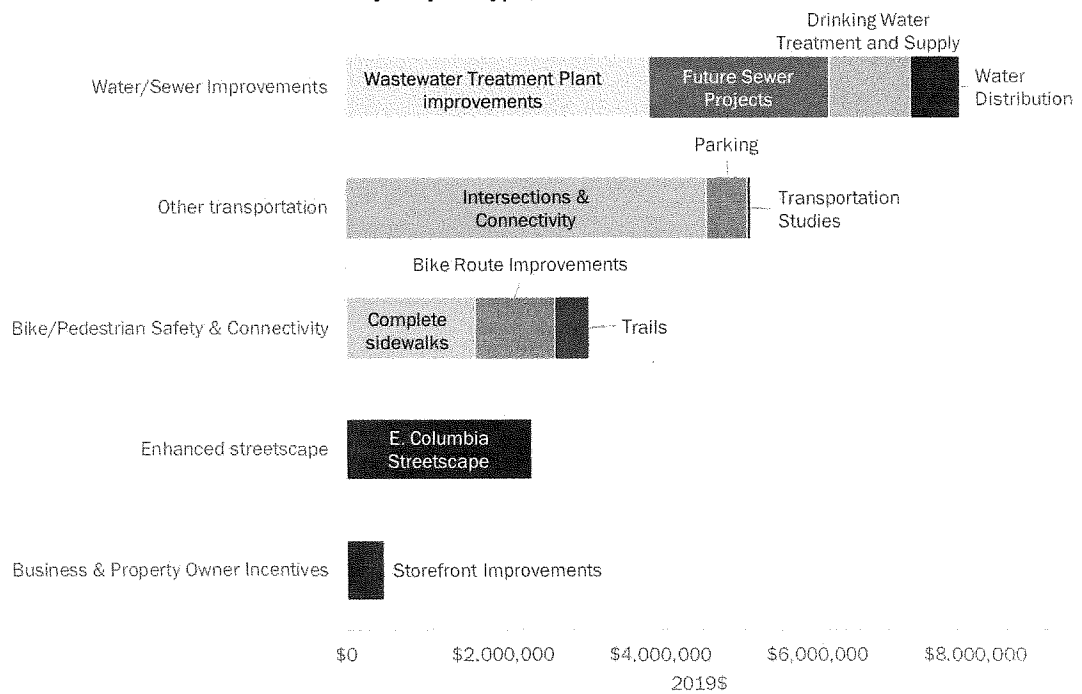 Drinking Water
Treatment and Supply
Water/Sewer Improvements
Wastewater Treatment Plant
improvements
Future Sewer
Projects
Water
Distribution
Parking
Other transportation
Intersections &
Connectivity
Transportation
Studies
Bike Route Improvements
Bike/Pedestrian Safety & Connectivity
Complete
sidewalks
Trails
Enhanced streetscape
E. Columbia
Streetscape
Business & Property Owner Incentives
Storefront Improvements
$0 $2,000,000 $4,000,000 $6,000,000 $8,000,000
2019$